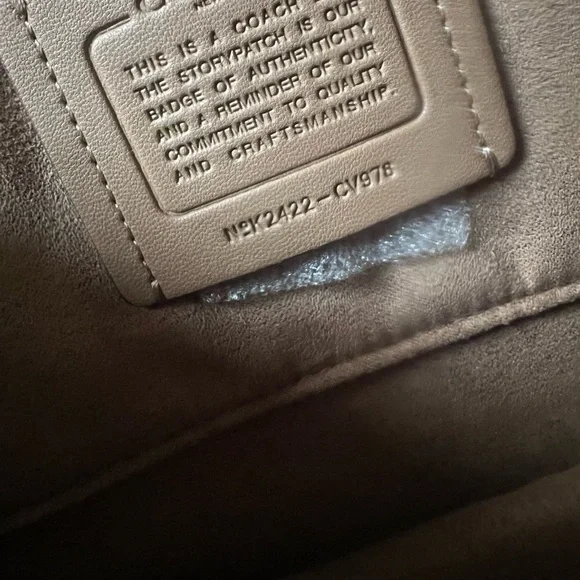 THIS IS A COACH
THE STORYPATCH IS OUR
BADGE OF AUTHENTICITY,
AND A REMINDER OF OUR
COMMITMENT TO QUALITY
AND CRAFTSMANSHIP.
NºK2422-CV978